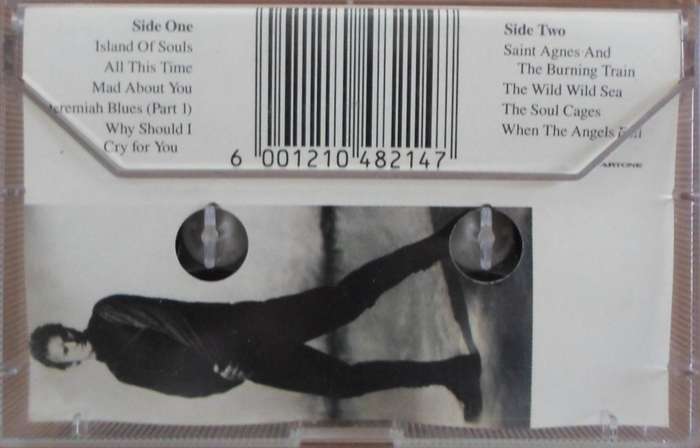 Side One
Island Of Souls
All This Time
Mad About You
Jeremiah Blues (Part 1)
Why Should I
Cry for You
6 001210 482147
Side Two
Saint Agnes And
The Burning Train
The Wild Wild Sea
The Soul Cages
When The Angels Fall